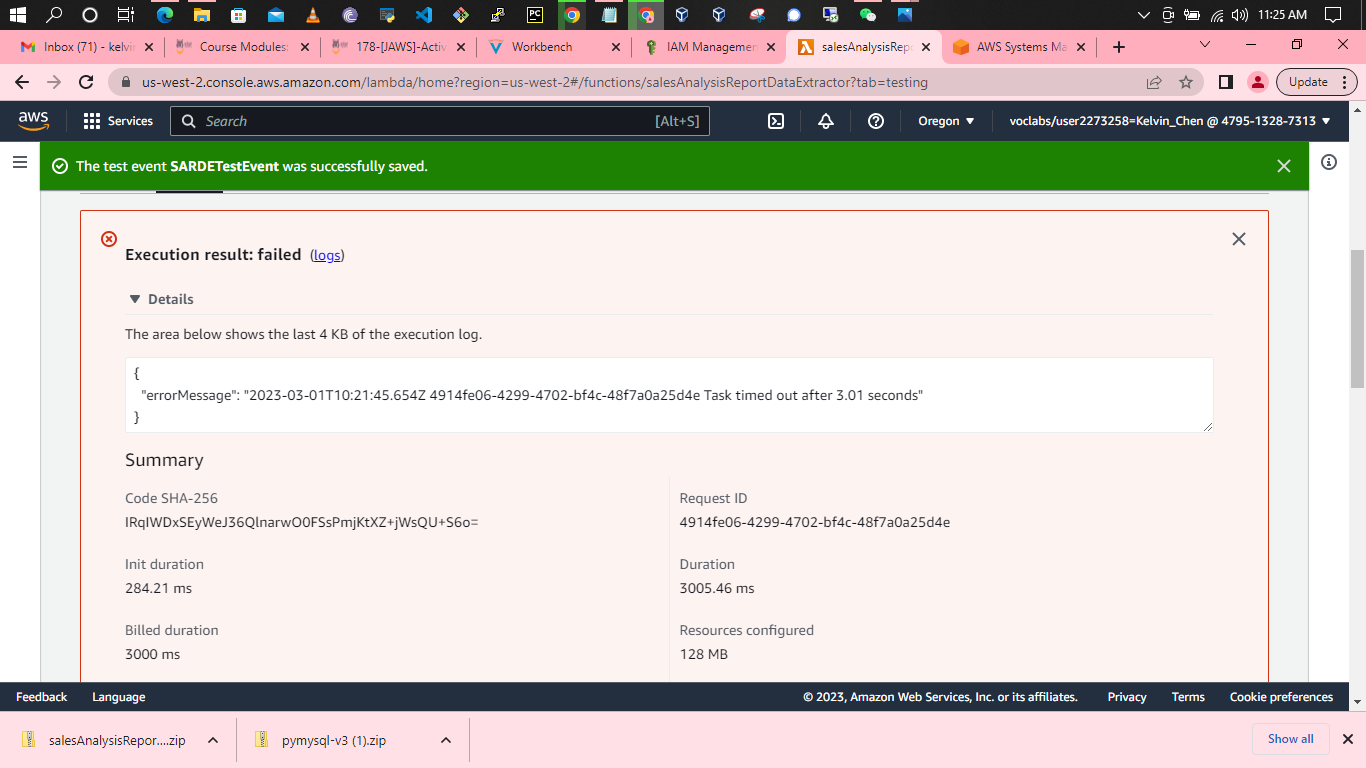 11:25 AM
Inbox (71) - kelvin
Course Modules:
178-[JAWS]-Activ
Workbench
IAM Managemen
salesAnalysisRepo
AWS Systems Ma
us-west-2.console.aws.amazon.com/lambda/home?region=us-west-2#/functions/salesAnalysisReportDataExtractor?tab=testing
Update
aws
Services
Search
[Alt+S]
Oregon
voclabs/user2273258=Kelvin_Chen @ 4795-1328-7313
The test event SARDETestEvent was successfully saved.
Execution result: failed (logs)
Details
The area below shows the last 4 KB of the execution log.
{
"errorMessage": "2023-03-01T10:21:45.654Z 4914fe06-4299-4702-bf4c-48f7a0a25d4e Task timed out after 3.01 seconds"
}
Summary
Code SHA-256
Request ID
IRqIWDxSEyWeJ36QlnarwO0FSsPmjKtXZ+jWsQU+S6o=
4914fe06-4299-4702-bf4c-48f7a0a25d4e
Init duration
Duration
284.21 ms
3005.46 ms
Billed duration
Resources configured
3000 ms
128 MB
Feedback
Language
© 2023, Amazon Web Services, Inc. or its affiliates.
Privacy
Terms
Cookie preferences
salesAnalysisRepor....zip
pymysql-v3 (1).zip
Show all